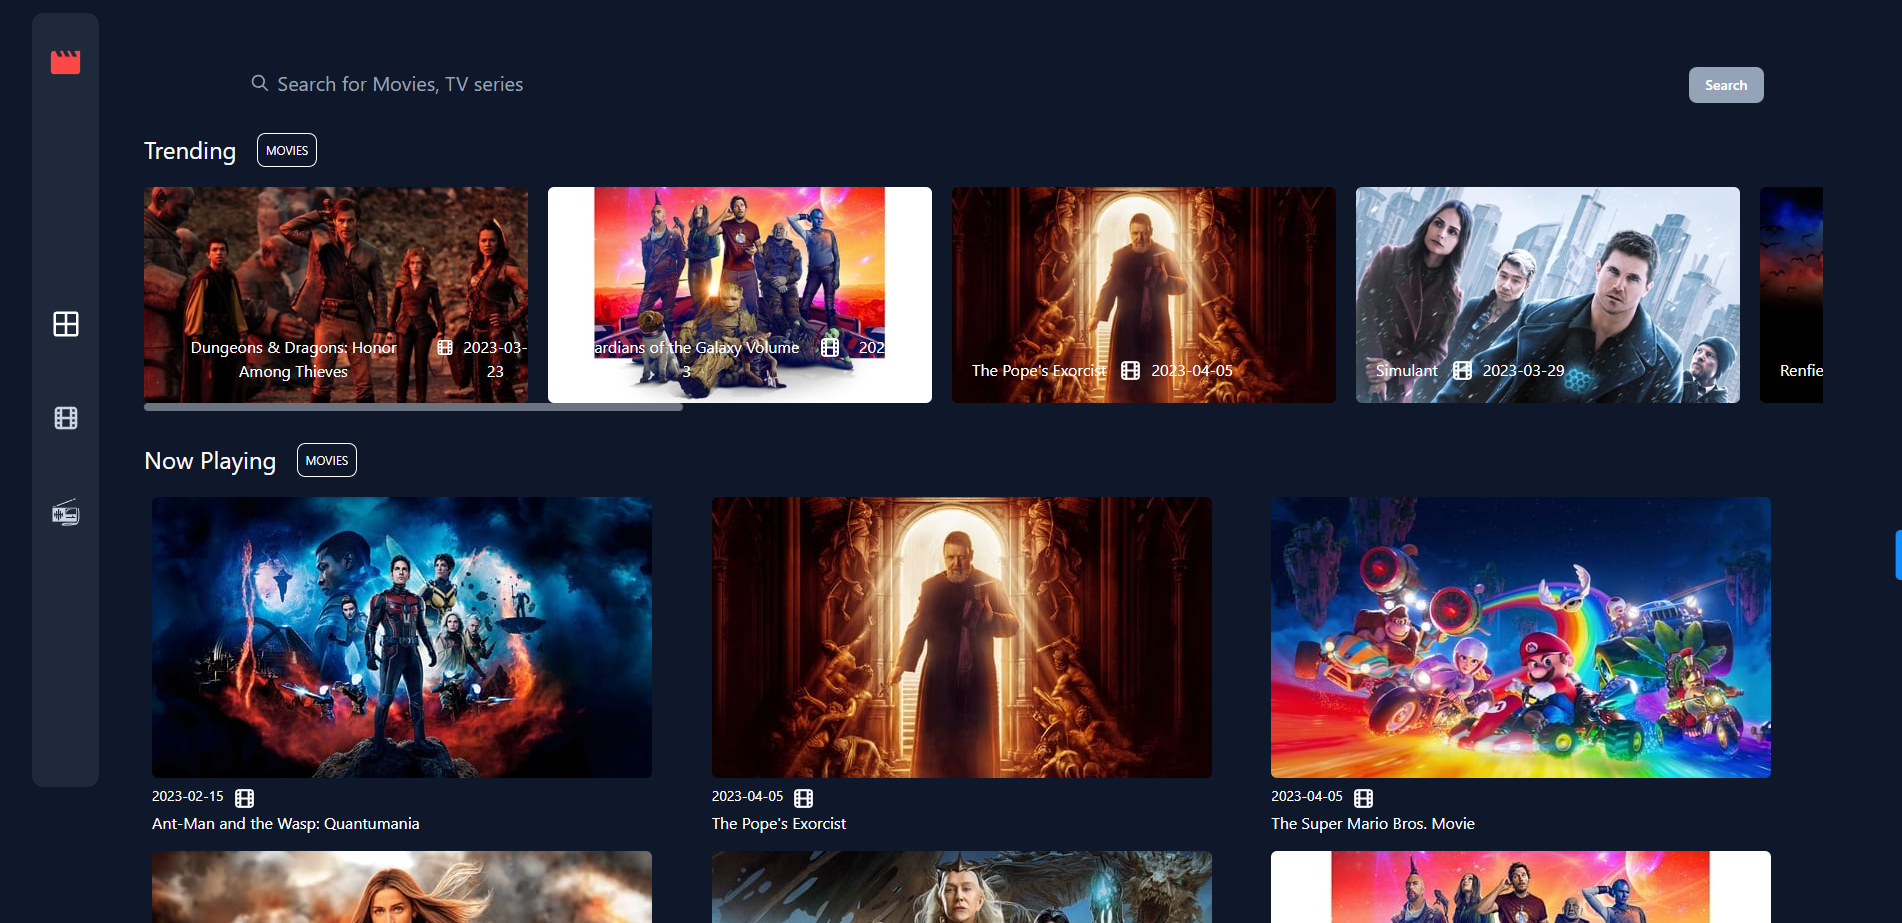 Search for Movies, TV series
Search
Trending
MOVIES
Dungeons & Dragons: Honor
Among Thieves
2023-03-
23
ardians of the Galaxy Volume
3
202
The Pope's Exorcist
2023-04-05
Simulant
2023-03-29
Renfie
Now Playing
MOVIES
2023-02-15
Ant-Man and the Wasp: Quantumania
2023-04-05
The Pope's Exorcist
2023-04-05
The Super Mario Bros. Movie